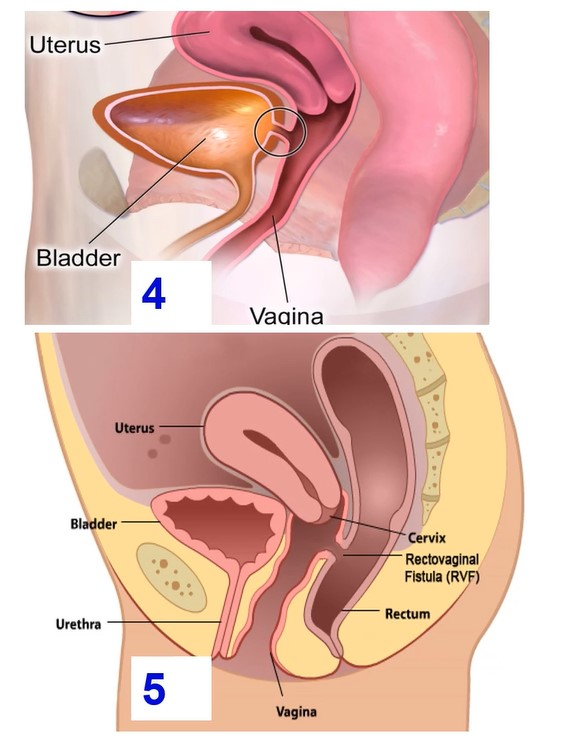 Uterus
Bladder
4
Vagina
Uterus
Bladder
Cervix
Rectovaginal
Fistula (RVF)
Rectum
Urethra
5
Vagina